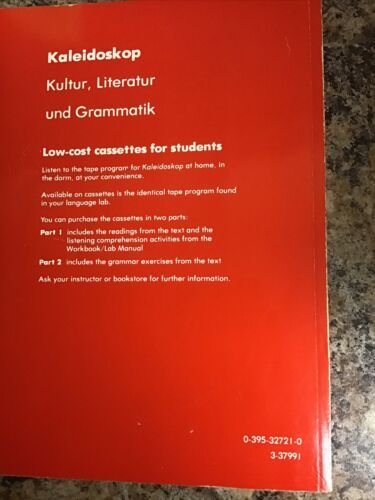 Kaleidoskop
Kultur, Literatur
und Grammatik
Low-cost cassettes for students
Listen to the tape program for Kaleidoskop at home, in
the dorm, at your convenience.
Available on cassettes is the identical tape program found
in your language lab.
You can purchase the cassettes in two parts:
Part 1 includes the readings from the text and the
listening comprehension activities from the
Workbook/Lab Manual
Part 2 includes the grammar exercises from the text
Ask your instructor or bookstore for further information.
0-395-32721-0
3-37991